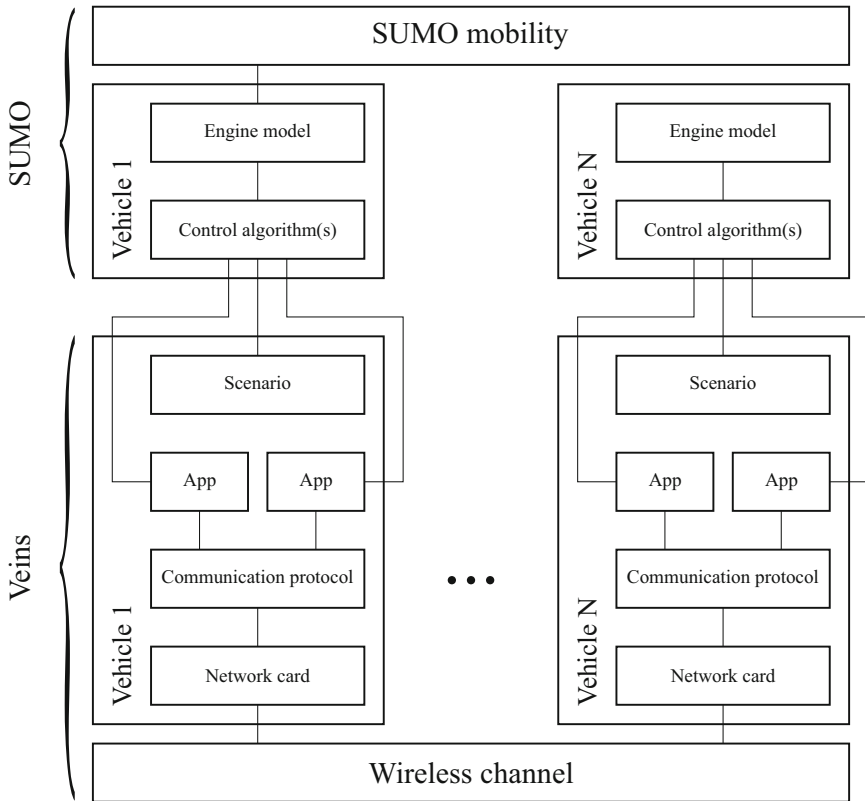 SUMO mobility
SUMO
Vehicle 1
Engine model
Control algorithm(s)
Vehicle N
Engine model
Control algorithm(s)
Veins
Vehicle 1
Scenario
App
App
Communication protocol
Network card
...
Vehicle N
Scenario
App
App
Communication protocol
Network card
Wireless channel